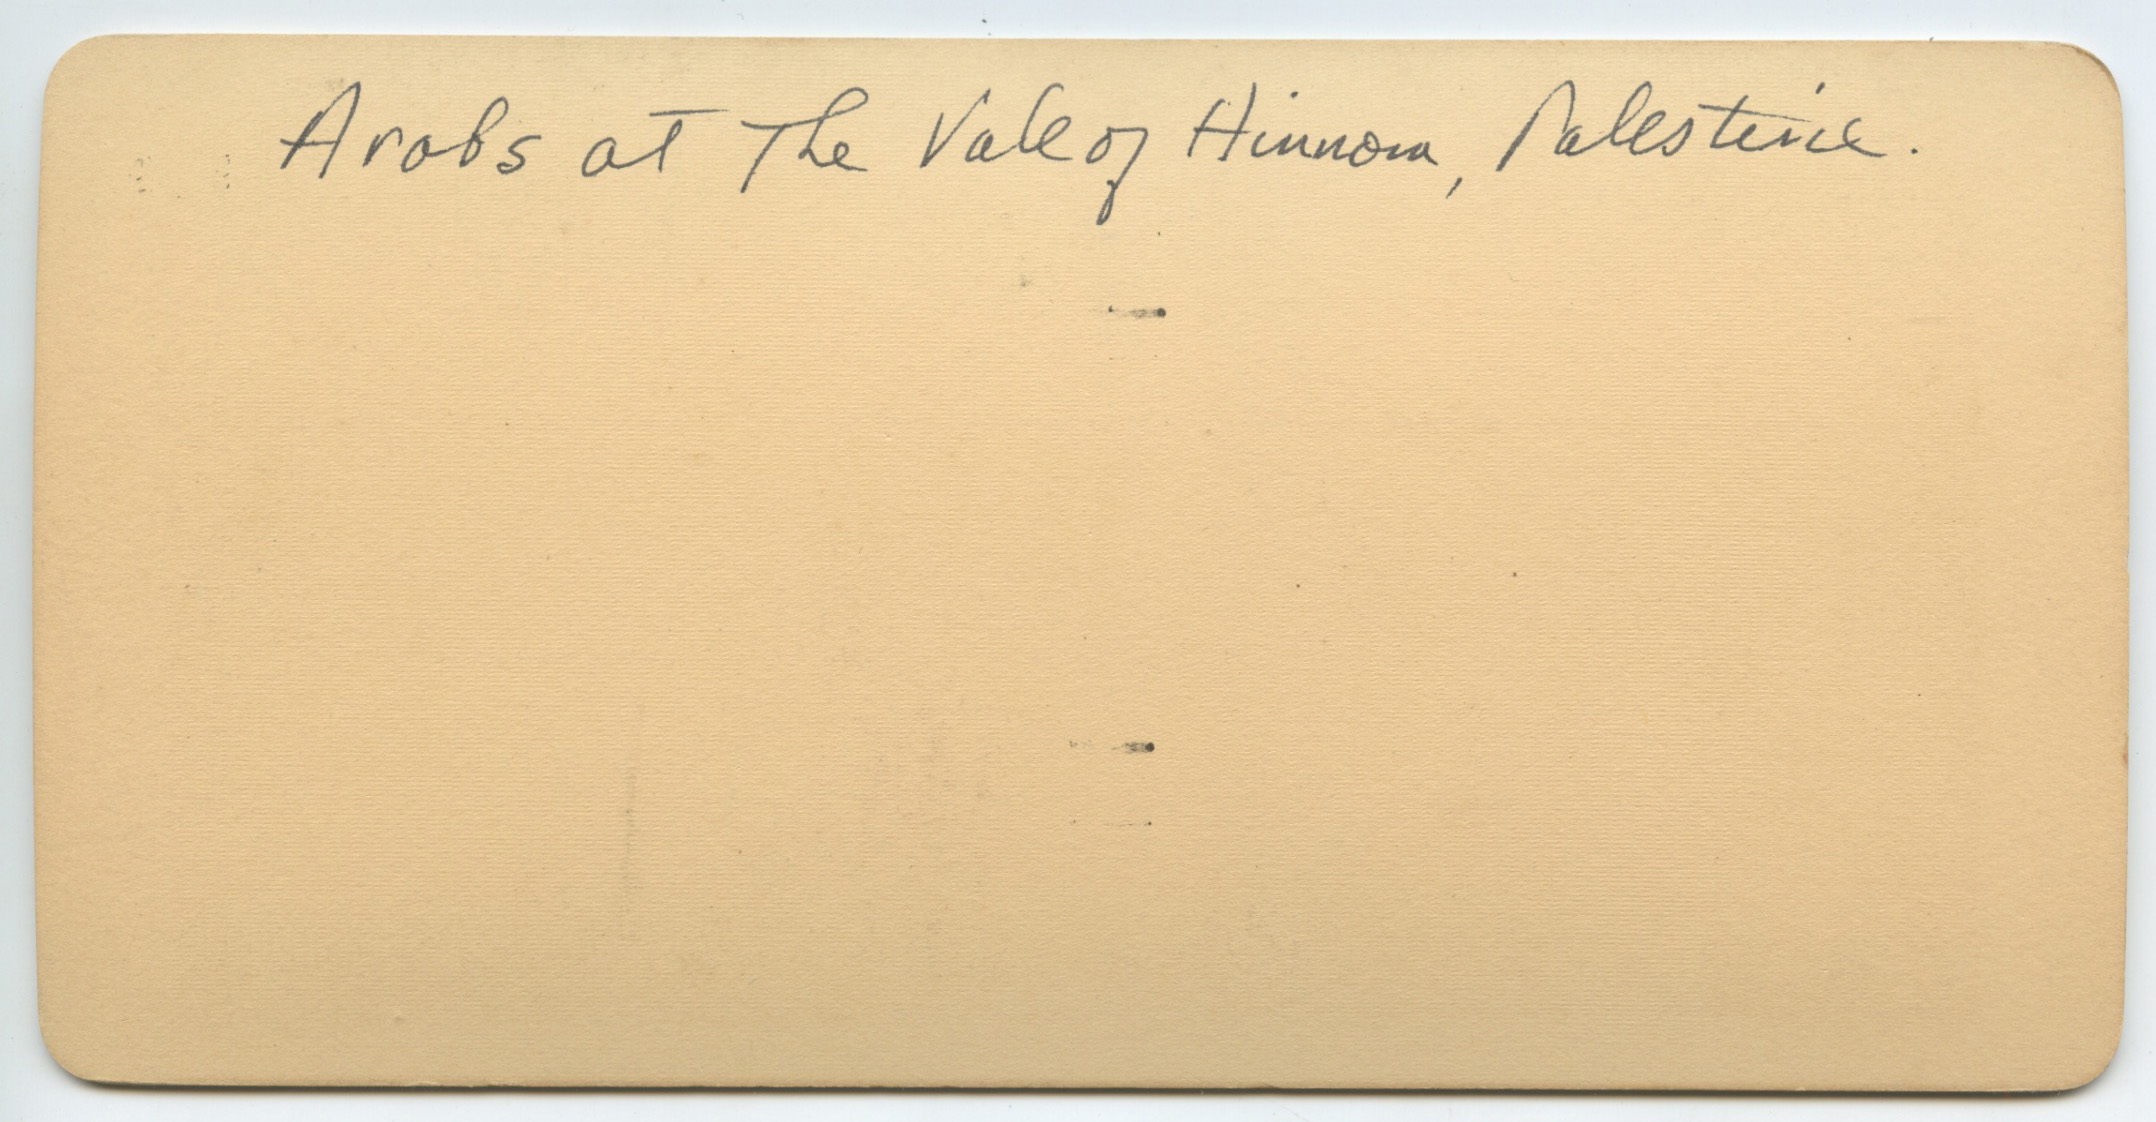 Arabs at The Vale of Hinnom, Palestine.